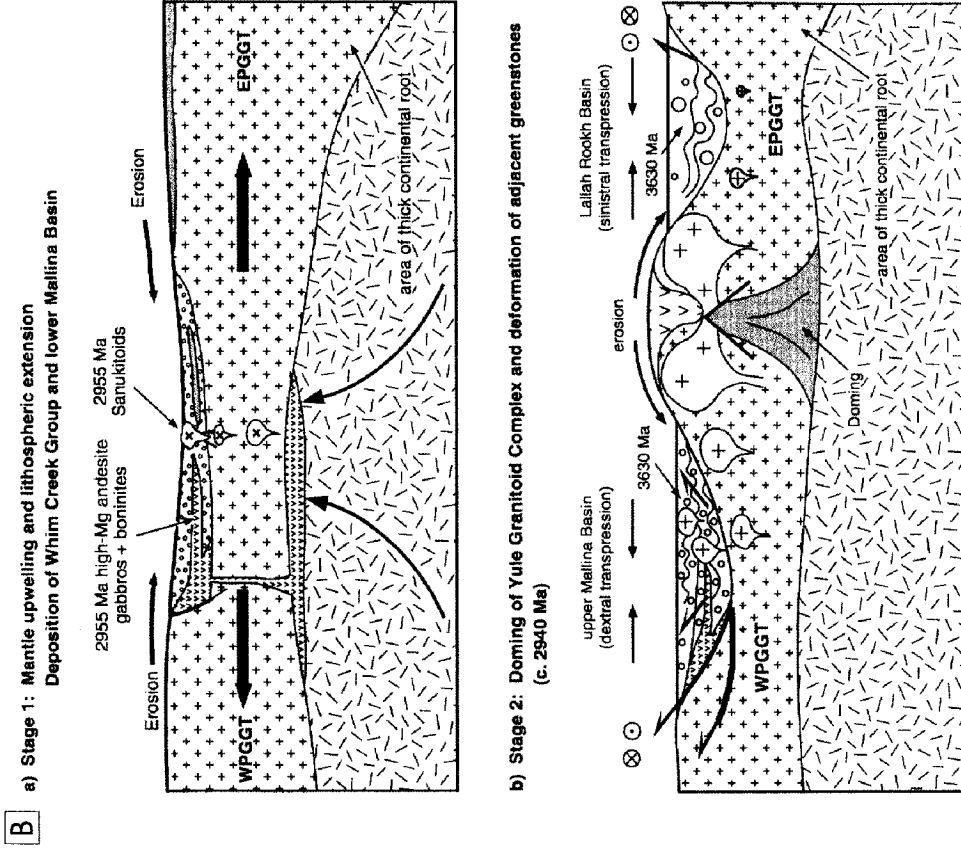 B
a) Stage 1: Mantle upwelling and lithospheric extension
Deposition of Whim Creek Group and lower Mallina Basin
2955 Ma high-Mg andesite
gabbros + boninites
2955 Ma
Sanukitoids
Erosion
Erosion
WPGGT
EPGGT
area of thick continental root
b) Stage 2: Doming of Yule Granitoid Complex and deformation of adjacent greenstones
(c. 2940 Ma)
upper Mallina Basin
(dextral transpression)
3630 Ma
erosion
Lallah Rookh Basin
(sinistral transpression)
3630 Ma
WPGGT
EPGGT
Doming
area of thick continental root